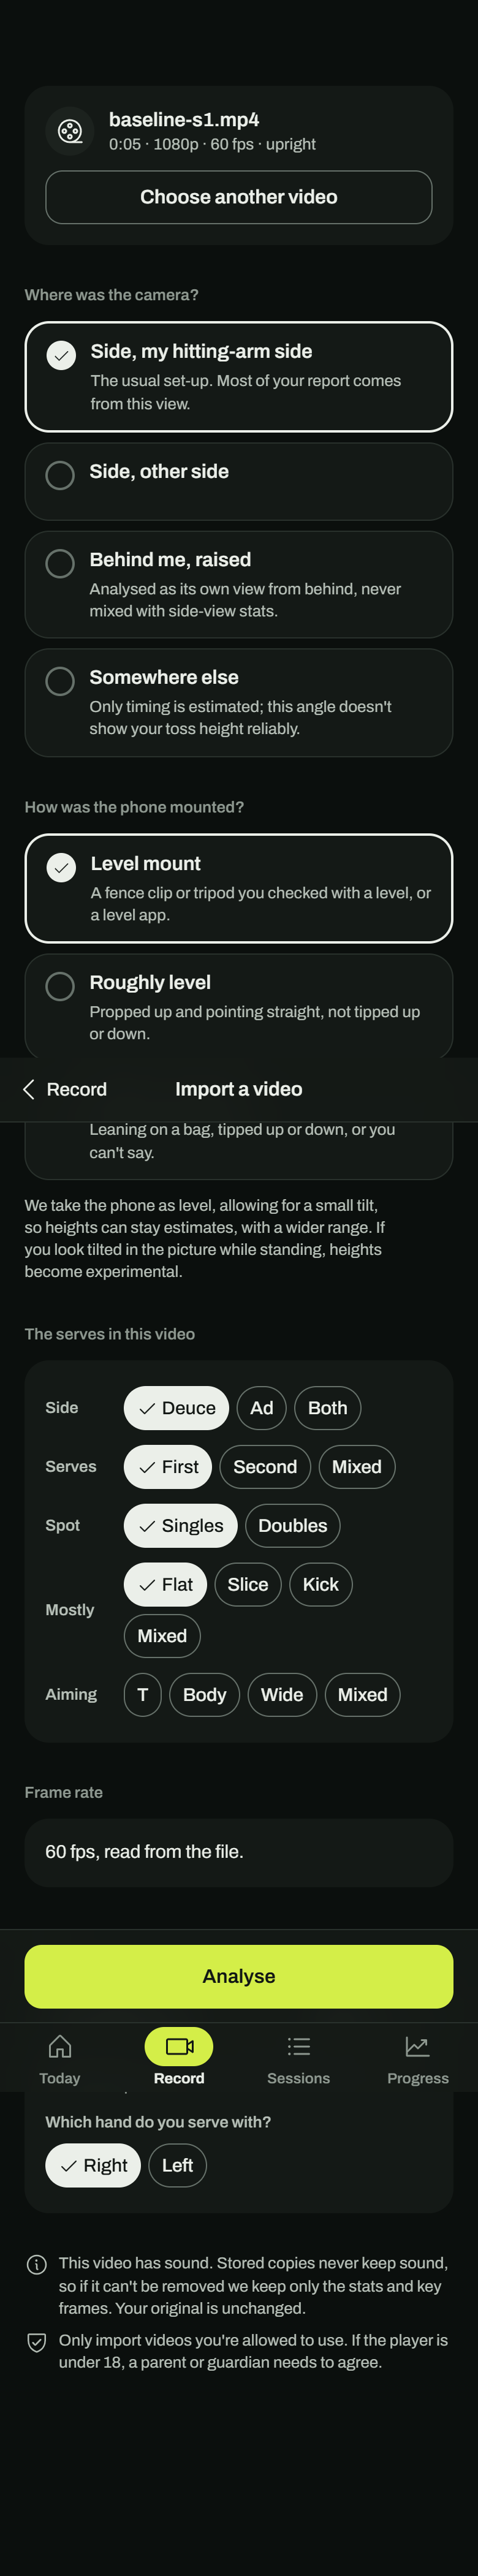 baseline-s1.mp4
0:05 · 1080p · 60 fps · upright
Choose another video
Where was the camera?
Side, my hitting-arm side
The usual set-up. Most of your report comes
from this view.
Side, other side
Behind me, raised
Analysed as its own view from behind, never
mixed with side-view stats.
Somewhere else
Only timing is estimated; this angle doesn't
show your toss height reliably.
How was the phone mounted?
Level mount
A fence clip or tripod you checked with a level, or
a level app.
Roughly level
Propped up and pointing straight, not tipped up
or down.
Record
Import a video
Leaning on a bag, tipped up or down, or you
can't say.
We take the phone as level, allowing for a small tilt,
so heights can stay estimates, with a wider range. If
you look tilted in the picture while standing, heights
become experimental.
The serves in this video
Side Deuce Ad Both
Serves First Second Mixed
Spot Singles Doubles
Mostly Flat Slice Kick
Mixed
Aiming T Body Wide Mixed
Frame rate
60 fps, read from the file.
Analyse
Today Record Sessions Progress
Which hand do you serve with?
Right Left
This video has sound. Stored copies never keep sound,
so if it can't be removed we keep only the stats and key
frames. Your original is unchanged.
Only import videos you're allowed to use. If the player is
under 18, a parent or guardian needs to agree.